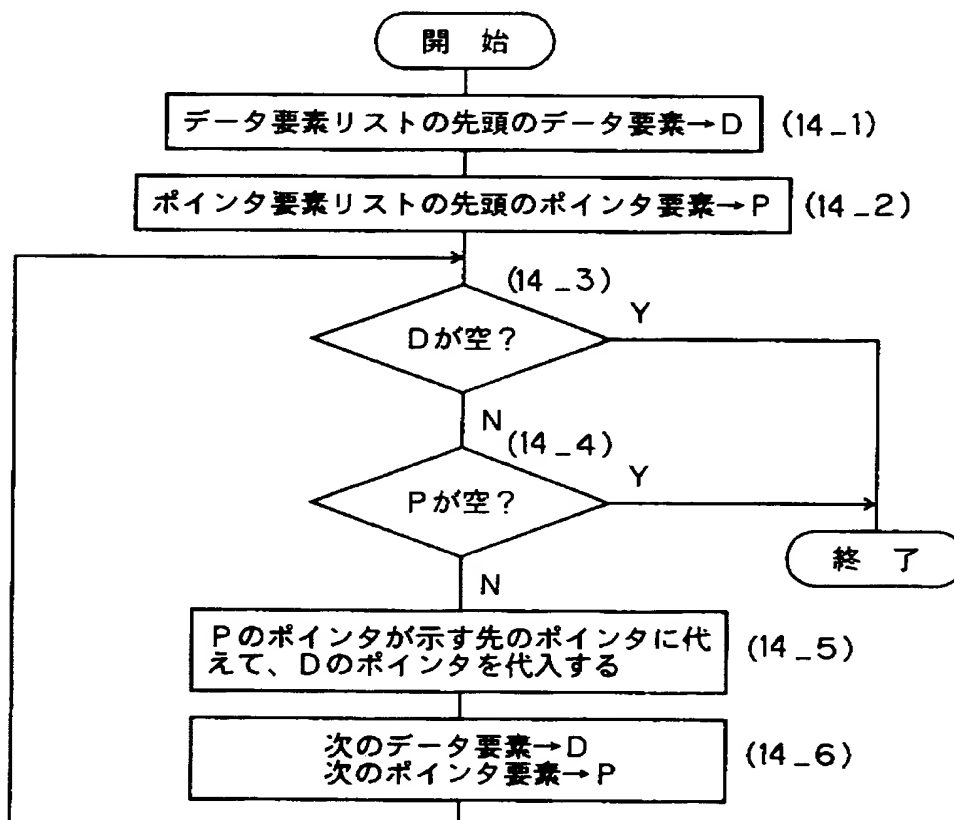 開 始
データ要素リストの先頭のデータ要素→D
(14_1)
ポインタ要素リストの先頭のポインタ要素→P
(14_2)
(14_3)
Dが空?
Y
N
(14_4)
Pが空?
Y
終 了
N
Pのポインタが示す先のポインタに代
えて、Dのポインタを代入する
(14_5)
次のデータ要素→D
次のポインタ要素→P
(14_6)